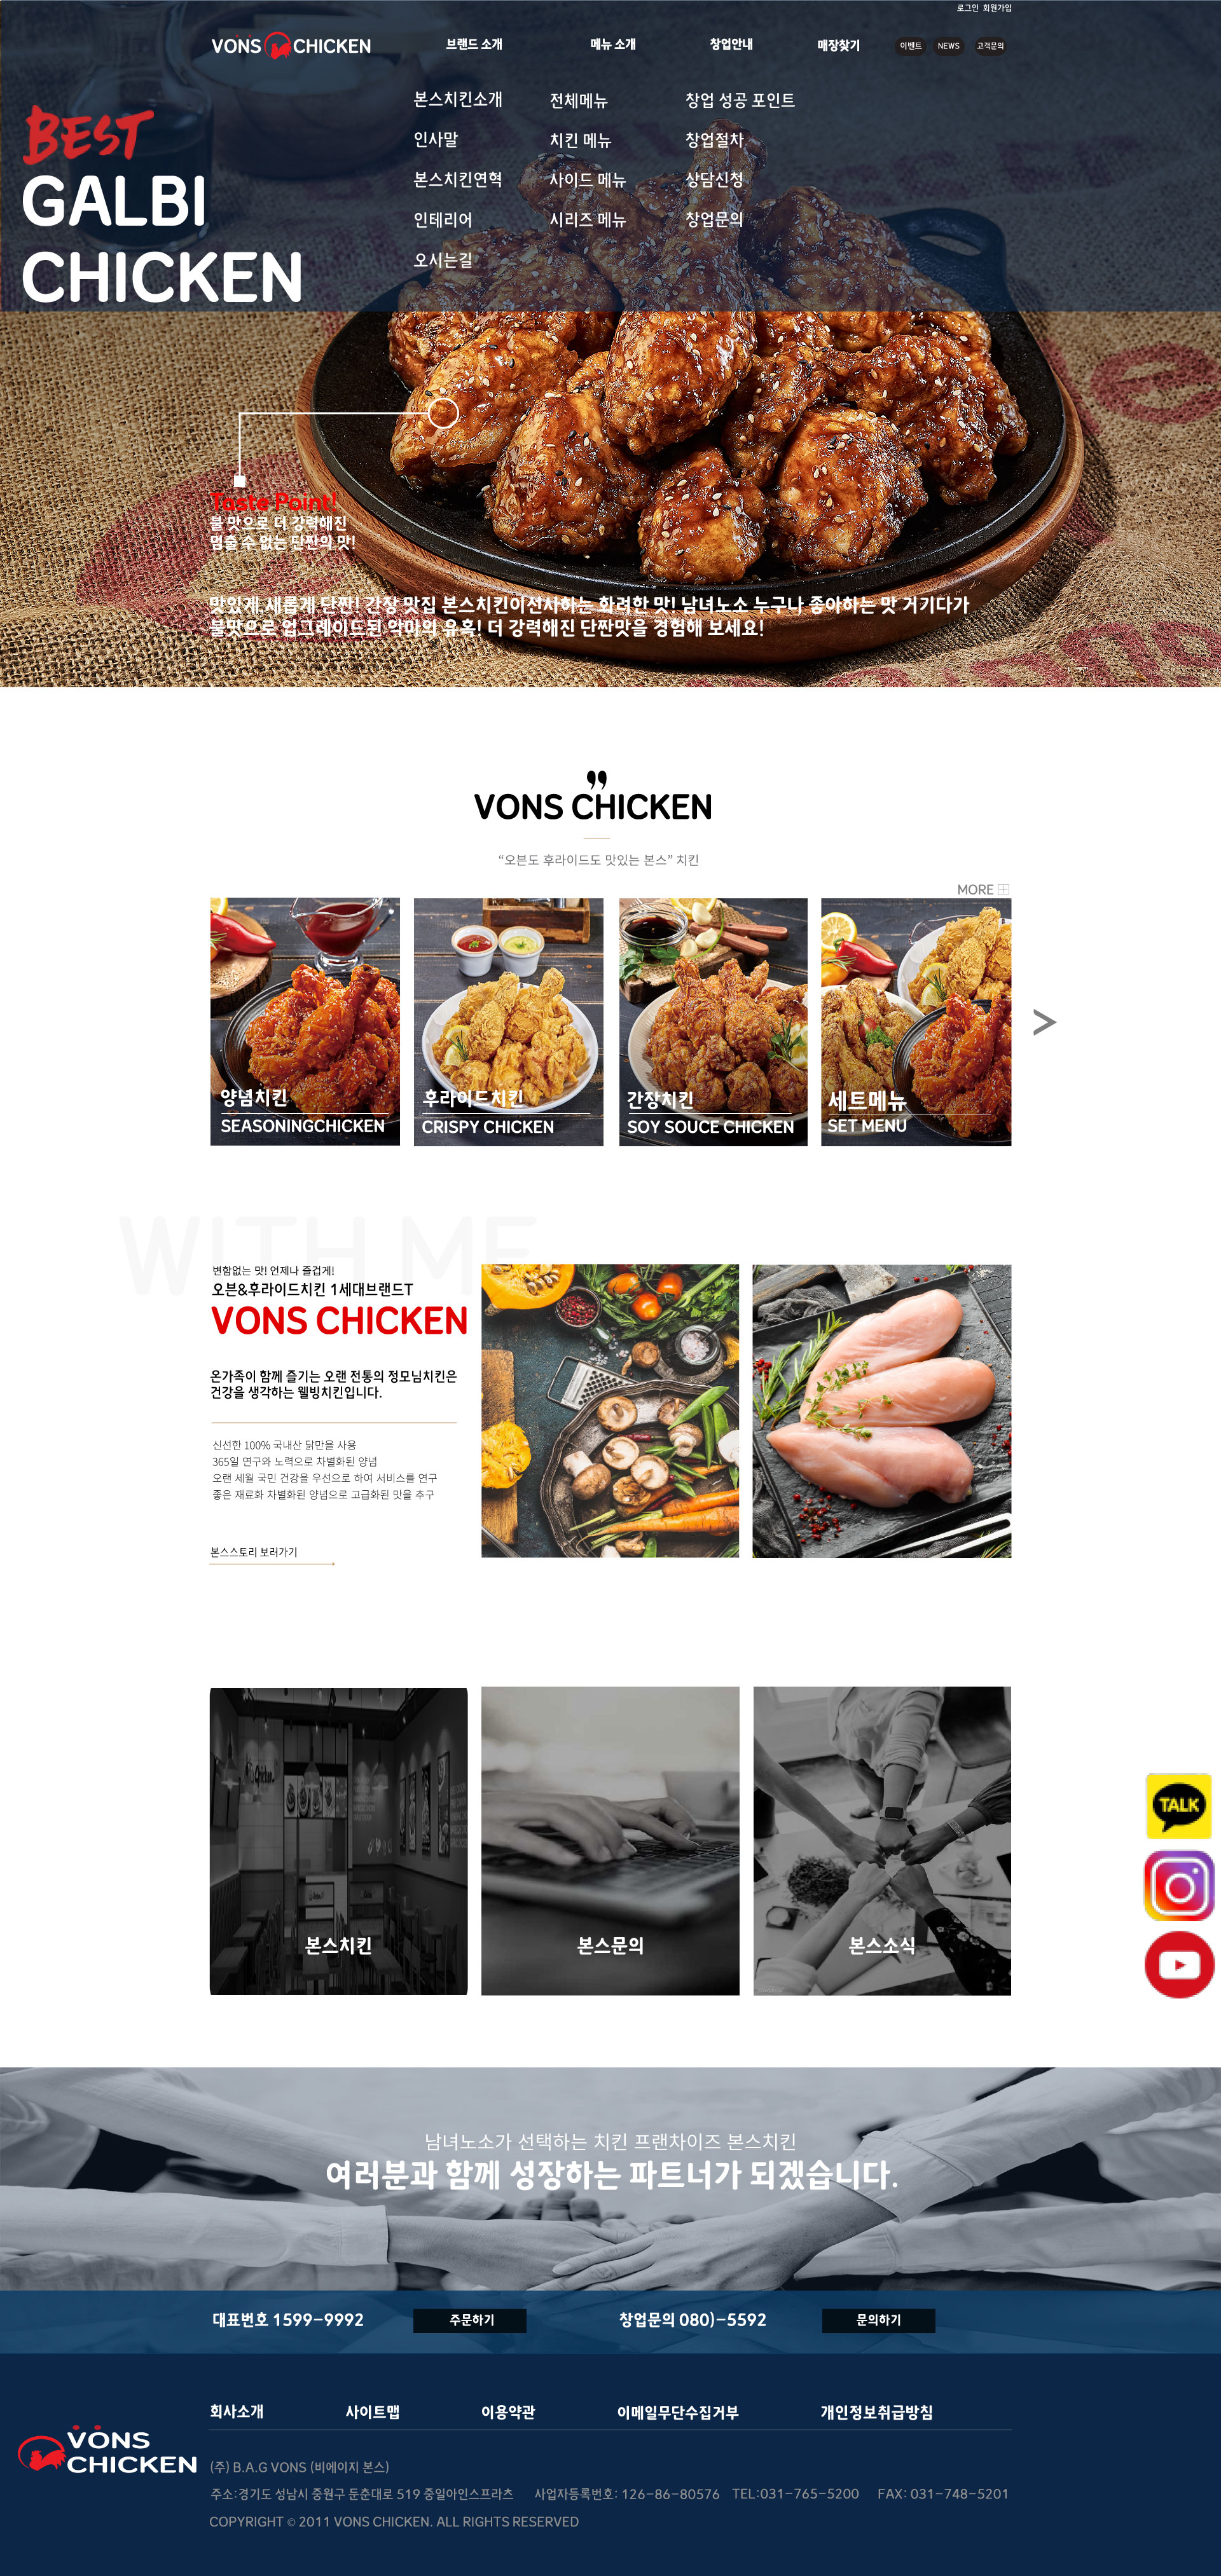 로그인 회원가입
VONS CHICKEN
브랜드 소개
메뉴 소개
창업안내
매장찾기
이벤트
NEWS
고객문의
본스치킨소개
전체메뉴
창업 성공 포인트
인사말
치킨 메뉴
창업절차
본스치킨연혁
사이드 메뉴
상담신청
인테리어
시리즈 메뉴
창업문의
오시는길
BEST
GALBI
CHICKEN
Taste Point!
불 맛으로 더 강력해진
멈출 수 없는 단짠의 맛!
맛있게,새롭게 단짠! 간장 맛집 본스치킨이선사하는 화려한 맛! 남녀노소 누구나 좋아하는 맛 거기다가
불맛으로 업그레이드된 악마의 유혹! 더 강력해진 단짠맛을 경험해 보세요!
VONS CHICKEN
“오븐도 후라이드도 맛있는 본스” 치킨
MORE
양념치킨
SEASONINGCHICKEN
후라이드치킨
CRISPY CHICKEN
간장치킨
SOY SOUCE CHICKEN
세트메뉴
SET MENU
WITH ME
변함없는 맛! 언제나 즐겁게!
오븐&후라이드치킨 1세대브랜드T
VONS CHICKEN
온가족이 함께 즐기는 오랜 전통의 정모님치킨은
건강을 생각하는 웰빙치킨입니다.
신선한 100% 국내산 닭만을 사용
365일 연구와 노력으로 차별화된 양념
오랜 세월 국민 건강을 우선으로 하여 서비스를 연구
좋은 재료화 차별화된 양념으로 고급화된 맛을 추구
본스스토리 보러가기
본스치킨
본스문의
본스소식
TALK
남녀노소가 선택하는 치킨 프랜차이즈 본스치킨
여러분과 함께 성장하는 파트너가 되겠습니다.
대표번호 1599-9992
주문하기
창업문의 080)-5592
문의하기
회사소개
사이트맵
이용약관
이메일무단수집거부
개인정보취급방침
VONS
CHICKEN
(주) B.A.G VONS (비에이지 본스)
주소:경기도 성남시 중원구 둔춘대로 519 중일아인스프라츠 사업자등록번호: 126-86-80576 TEL:031-765-5200 FAX: 031-748-5201
COPYRIGHT © 2011 VONS CHICKEN. ALL RIGHTS RESERVED